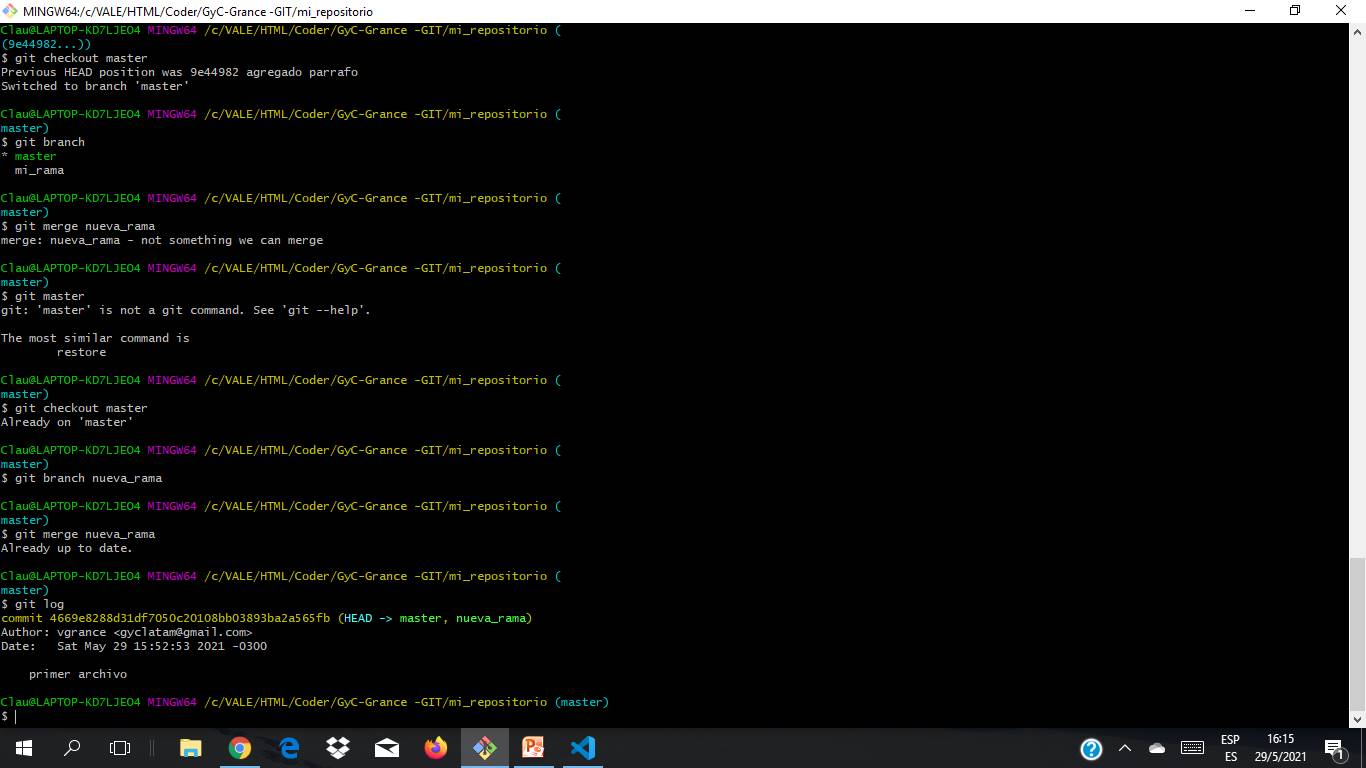 MINGW64:/c/VALE/HTML/Coder/GyC-Grance -GIT/mi_repositorio
Clau@LAPTOP-KD7LJEO4 MINGW64 /c/VALE/HTML/Coder/GyC-Grance -GIT/mi_repositorio (
(9e44982...))
$ git checkout master
Previous HEAD position was 9e44982 agregado parrafo
Switched to branch 'master'
Clau@LAPTOP-KD7LJEO4 MINGW64 /c/VALE/HTML/Coder/GyC-Grance -GIT/mi_repositorio (
master)
$ git branch
* master
mi_rama
Clau@LAPTOP-KD7LJEO4 MINGW64 /c/VALE/HTML/Coder/GyC-Grance -GIT/mi_repositorio (
master)
$ git merge nueva_rama
merge: nueva_rama - not something we can merge
Clau@LAPTOP-KD7LJEO4 MINGW64 /c/VALE/HTML/Coder/GyC-Grance -GIT/mi_repositorio (
master)
$ git master
git: 'master' is not a git command. See 'git --help'.
The most similar command is
restore
Clau@LAPTOP-KD7LJEO4 MINGW64 /c/VALE/HTML/Coder/GyC-Grance -GIT/mi_repositorio (
master)
$ git checkout master
Already on 'master'
Clau@LAPTOP-KD7LJEO4 MINGW64 /c/VALE/HTML/Coder/GyC-Grance -GIT/mi_repositorio (
master)
$ git branch nueva_rama
Clau@LAPTOP-KD7LJEO4 MINGW64 /c/VALE/HTML/Coder/GyC-Grance -GIT/mi_repositorio (
master)
$ git merge nueva_rama
Already up to date.
Clau@LAPTOP-KD7LJEO4 MINGW64 /c/VALE/HTML/Coder/GyC-Grance -GIT/mi_repositorio (
master)
$ git log
commit 4669e8288d31df7050c20108bb03893ba2a565fb (HEAD -> master, nueva_rama)
Author: vgrance <gyclatam@gmail.com>
Date:   Sat May 29 15:52:53 2021 -0300
primer archivo
Clau@LAPTOP-KD7LJEO4 MINGW64 /c/VALE/HTML/Coder/GyC-Grance -GIT/mi_repositorio (master)
$
ESP 16:15
ES 29/5/2021
1